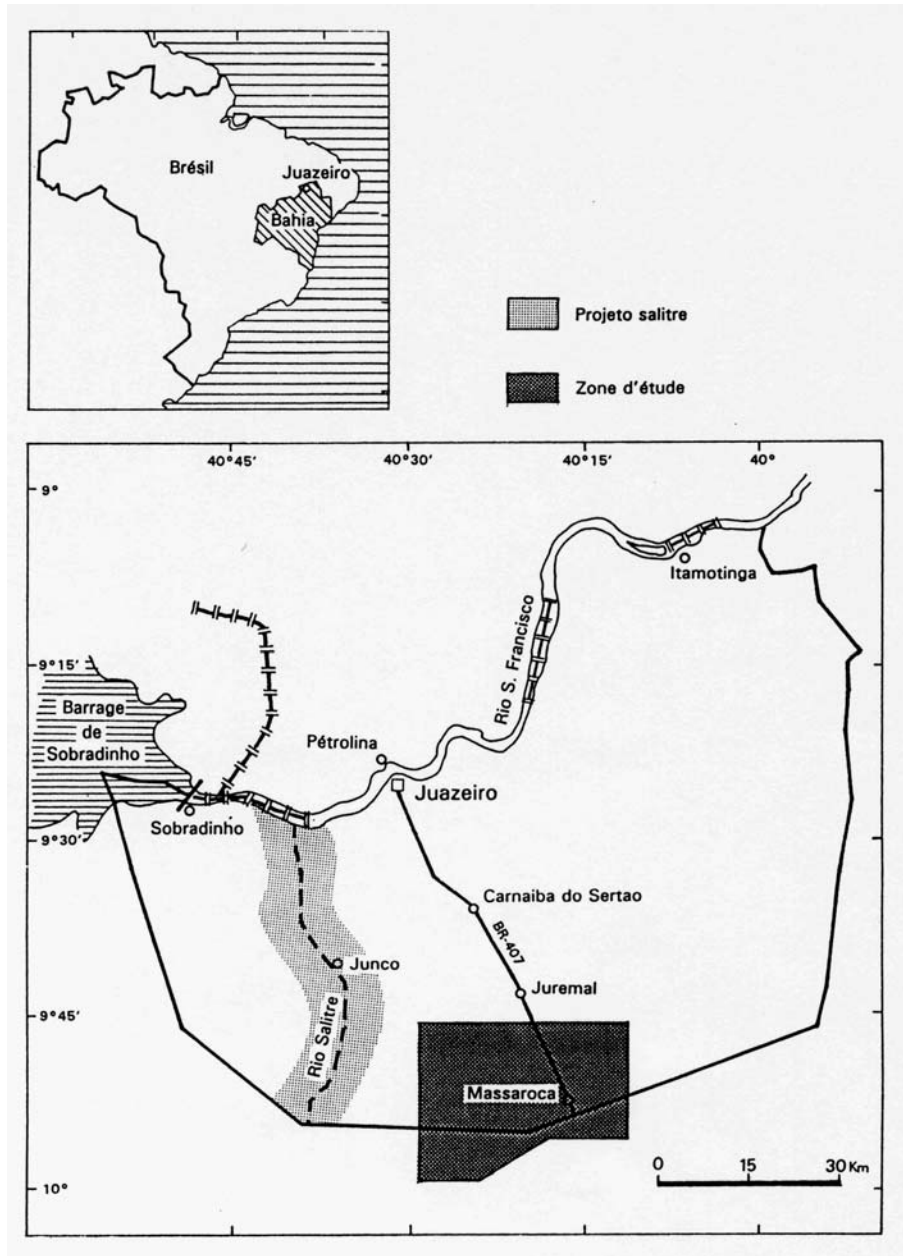 Brésil
Juazeiro
Bahia
Projeto salitre
Zone d'étude
40°45'
40°30'
40°15'
40°
9°
Itamotinga
Rio S. Francisco
9°15'
Barrage
de
Sobradinho
Pétrolina
Juazeiro
Sobradinho
9°30'
Carnaiba do Sertao
BR-407
Junco
Juremal
9°45'
Rio Salitre
Massaroca
0 15 30 Km
10°